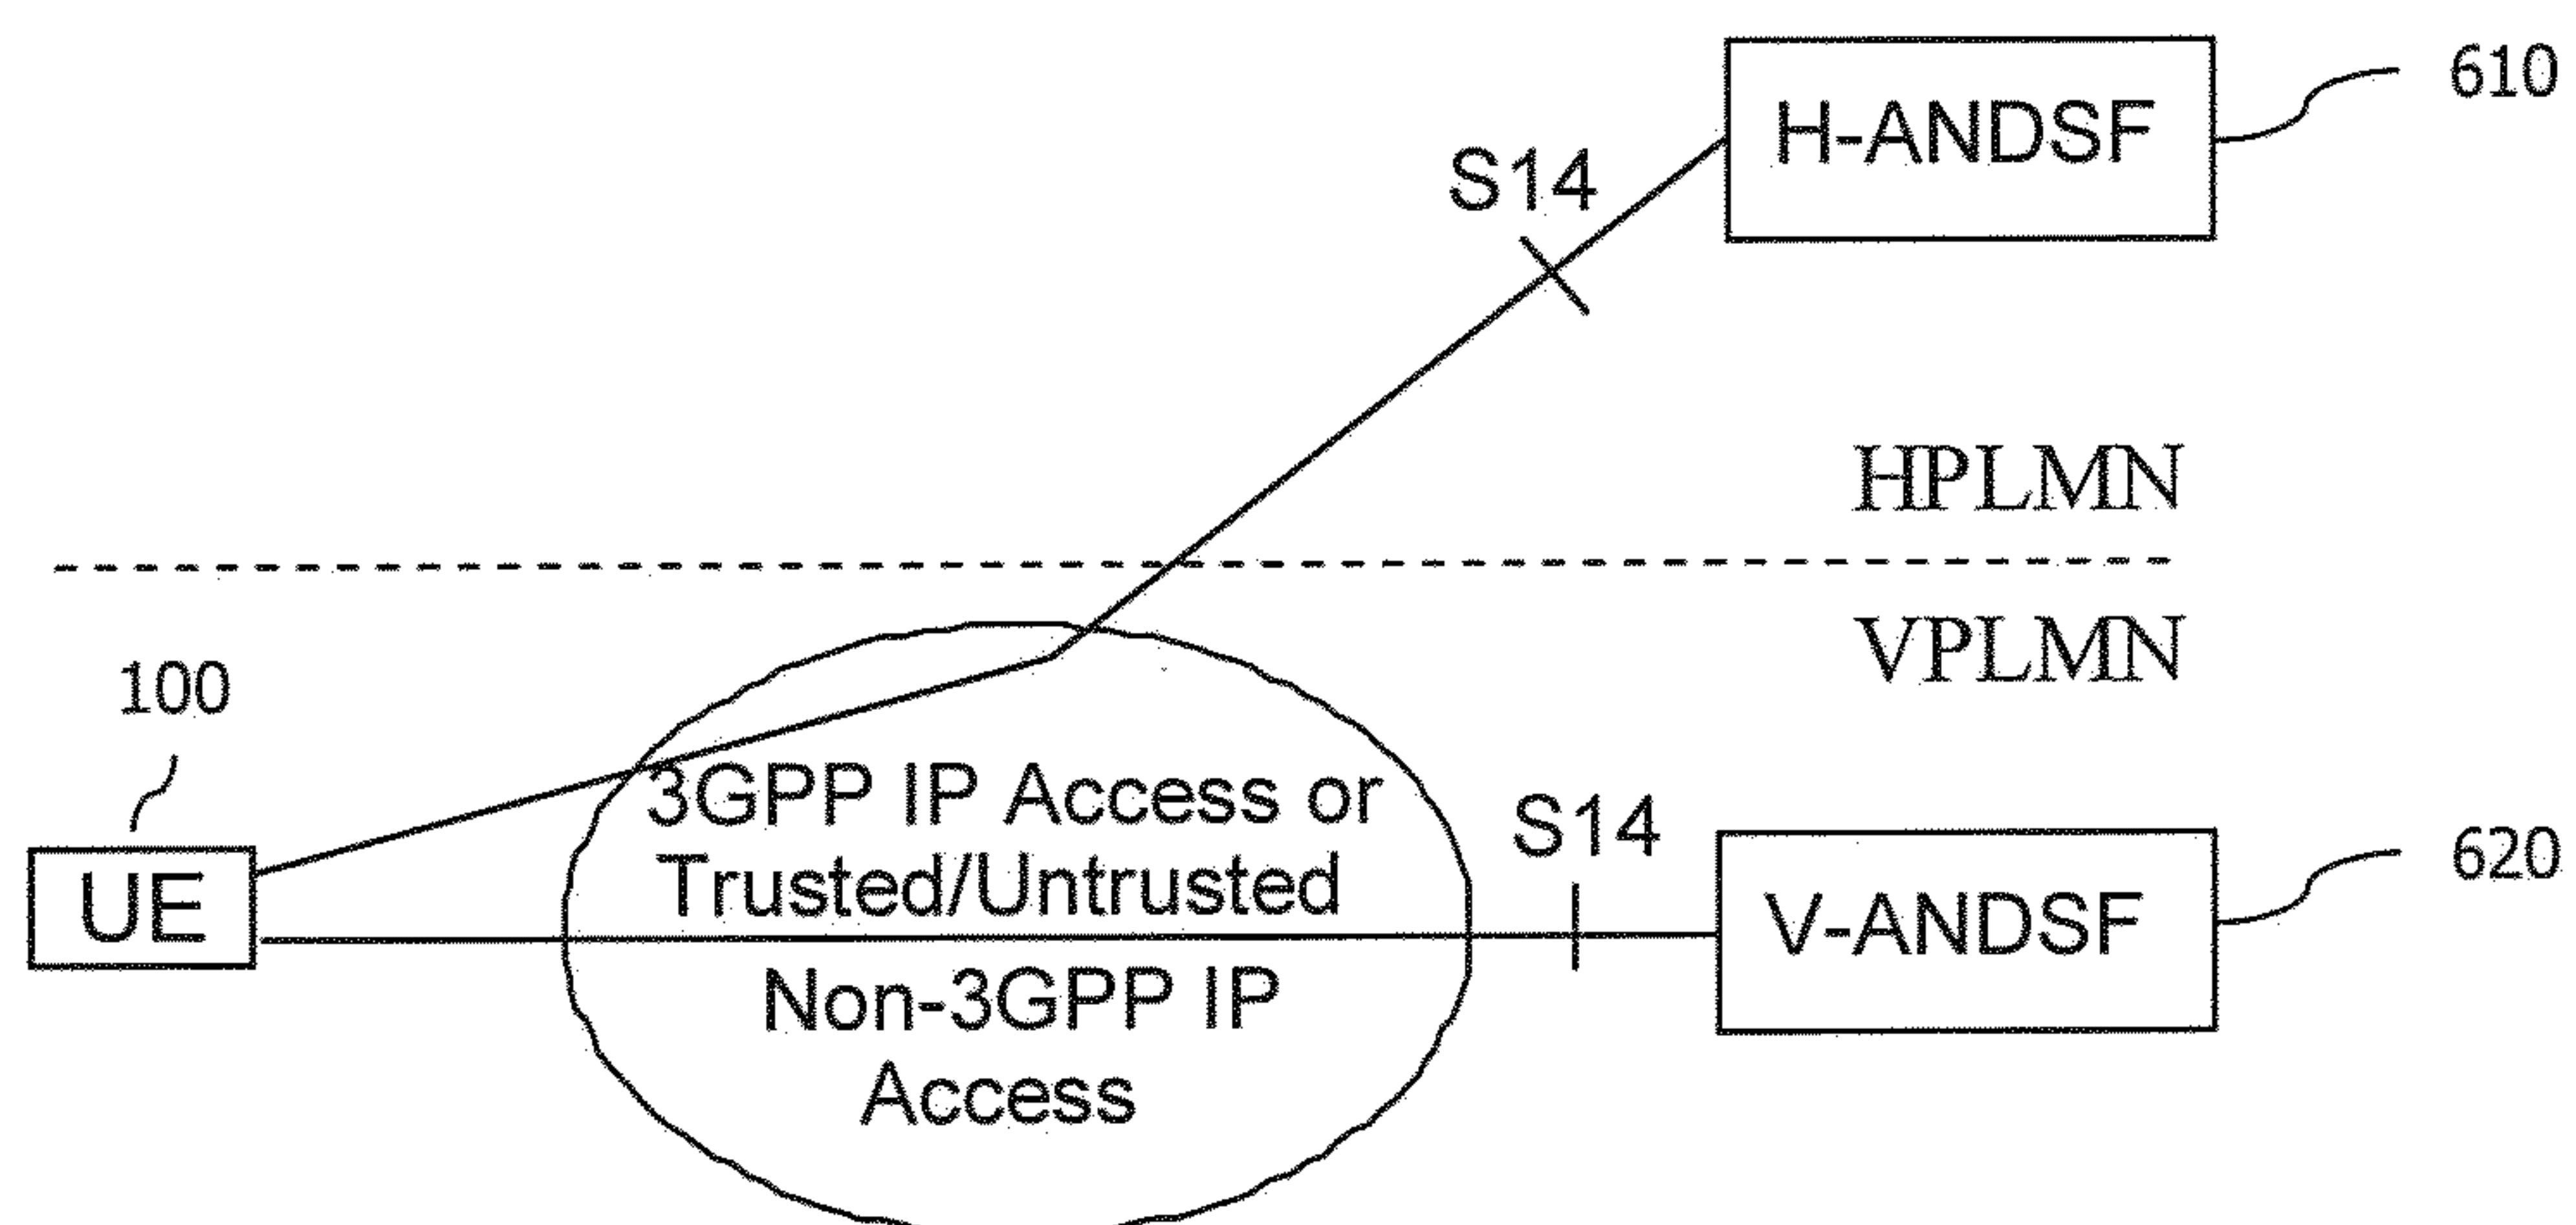 610
H-ANDSF
S14
HPLMN
VPLMN
100
3GPP IP Access or
S14
620
UE
Trusted/Untrusted
V-ANDSF
Non-3GPP IP
Access